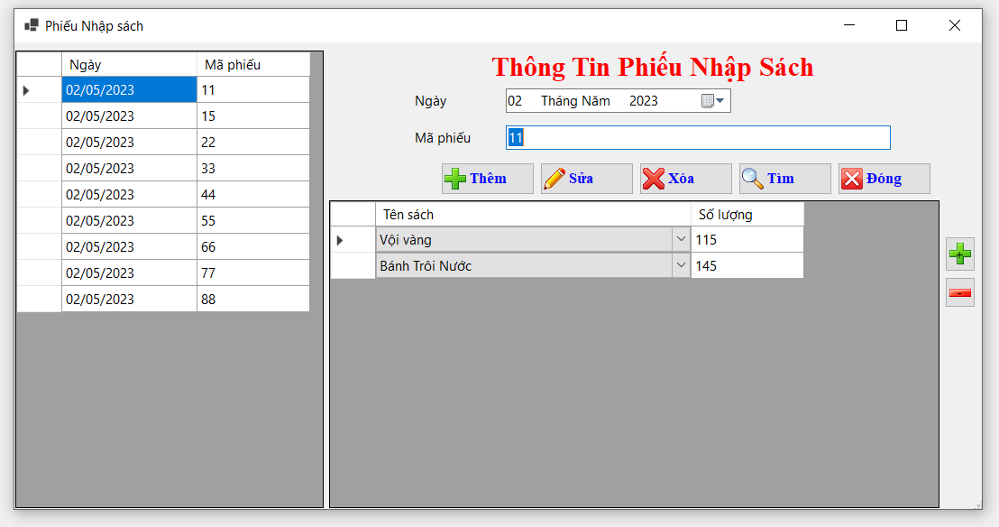 Phiếu Nhập sách
Ngày Mã phiếu
02/05/2023 11
02/05/2023 15
02/05/2023 22
02/05/2023 33
02/05/2023 44
02/05/2023 55
02/05/2023 66
02/05/2023 77
02/05/2023 88
Thông Tin Phiếu Nhập Sách
Ngày 02 Tháng Năm 2023
Mã phiếu 11
Thêm Sửa Xóa Tìm Đóng
Tên sách Số lượng
Vội vàng 115
Bánh Trôi Nước 145